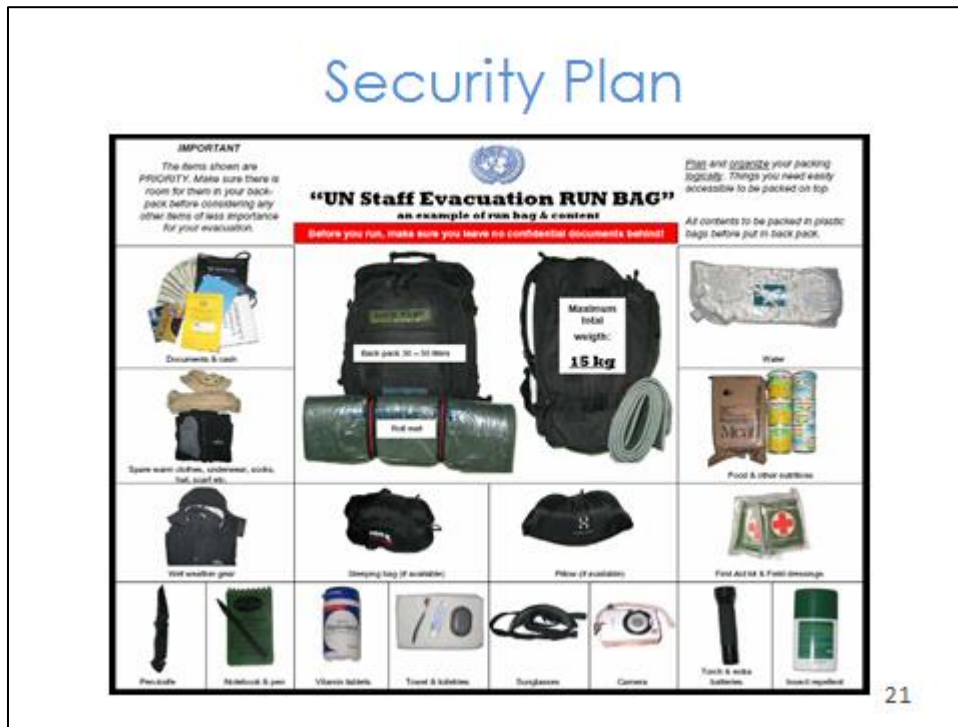 Security Plan
IMPORTANT
The items shown are
PRIORITY. Make sure there is
room for them in your back-
pack before considering any
other items of less importance
for your evacuation.
"UN Staff Evacuation RUN BAG"
an example of run bag & content
Before you run, make sure you leave no confidential documents behind!
Plan and organize your packing
logically. Things you need easily
accessible to be packed on top.
All contents to be packed in plastic
bags before put in back pack.
Documents & cash
Back pack 30 – 50 litres
Roll mat
Maximum
total
weigth:
15 kg
Water
Spare warm clothes, underwear, socks,
hat, scarf etc.
Meal
Food & other nutritions
Wet weather gear
Sleeping bag (if available)
Pillow (if available)
First Aid kit & Field dressings
Pen knife
Notebook & pen
Vitamin tablets
Towel & toiletries
Sunglasses
Camera
Torch & extra
batteries
Insect repellent
21